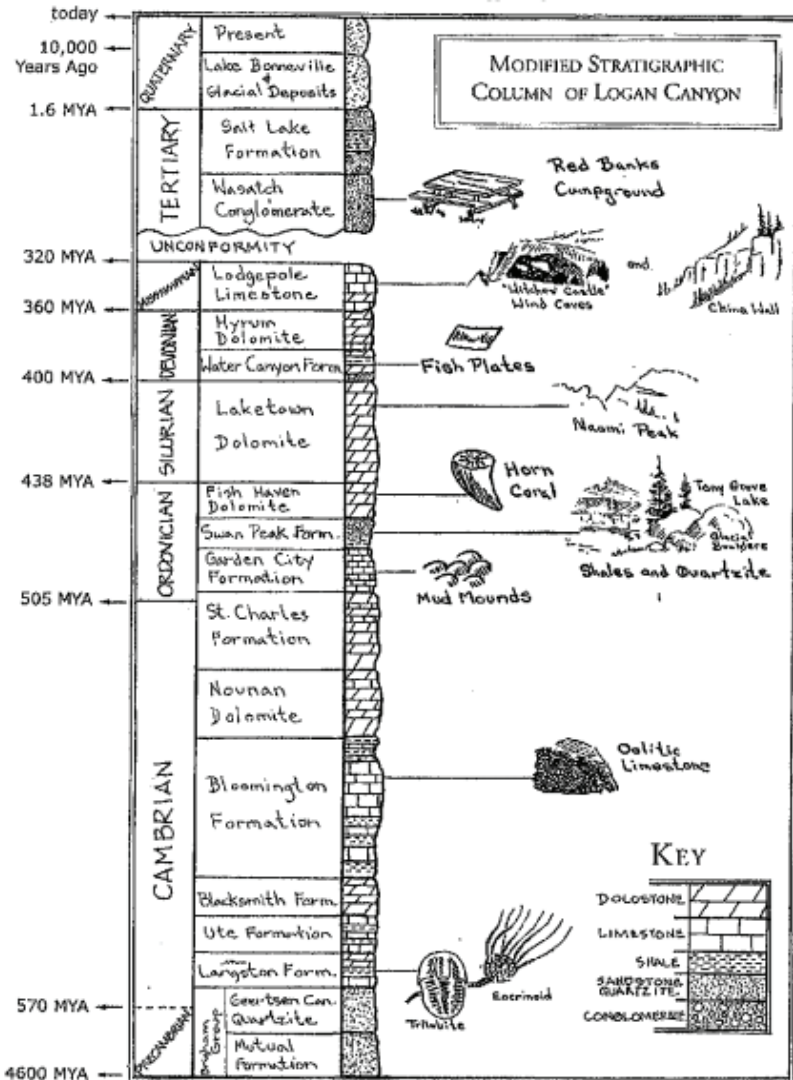 today
10,000
Years Ago
1.6 MYA
320 MYA
360 MYA
400 MYA
438 MYA
505 MYA
570 MYA
4600 MYA
MODIFIED STRATIGRAPHIC
COLUMN OF LOGAN CANYON
QUATERNARY
Present
Lake Bonneville
Glacial Deposits
TERTIARY
Salt Lake
Formation
Wasatch
Conglomerate
Red Banks
Campground
UNCONFORMITY
Lodgepole
Limestone
"Witches Castle"
Wind Caves
and
China Wall
DEVONIAN
Hyrum
Dolomite
Water Canyon Form.
Fish Plates
SILURIAN
Laketown
Dolomite
Naomi Peak
ORDOVICIAN
Fish Haven
Dolomite
Horn
Coral
Swan Peak Form.
Tony Grove
Lake
Glacial
Boulders
Shales and Quartzite
Garden City
Formation
Mud Mounds
CAMBRIAN
St. Charles
Formation
Nounan
Dolomite
Bloomington
Formation
Oolitic
Limestone
Blacksmith Form.
Ute Formation
Langston Form.
Trilobite
Eocrinoid
PRECAMBRIAN
Brigham
Group
Geertsen Can.
Quartzite
Mutual
Formation
KEY
DOLOSTONE
LIMESTONE
SHALE
SANDSTONE
QUARTZITE
CONGLOMERATE